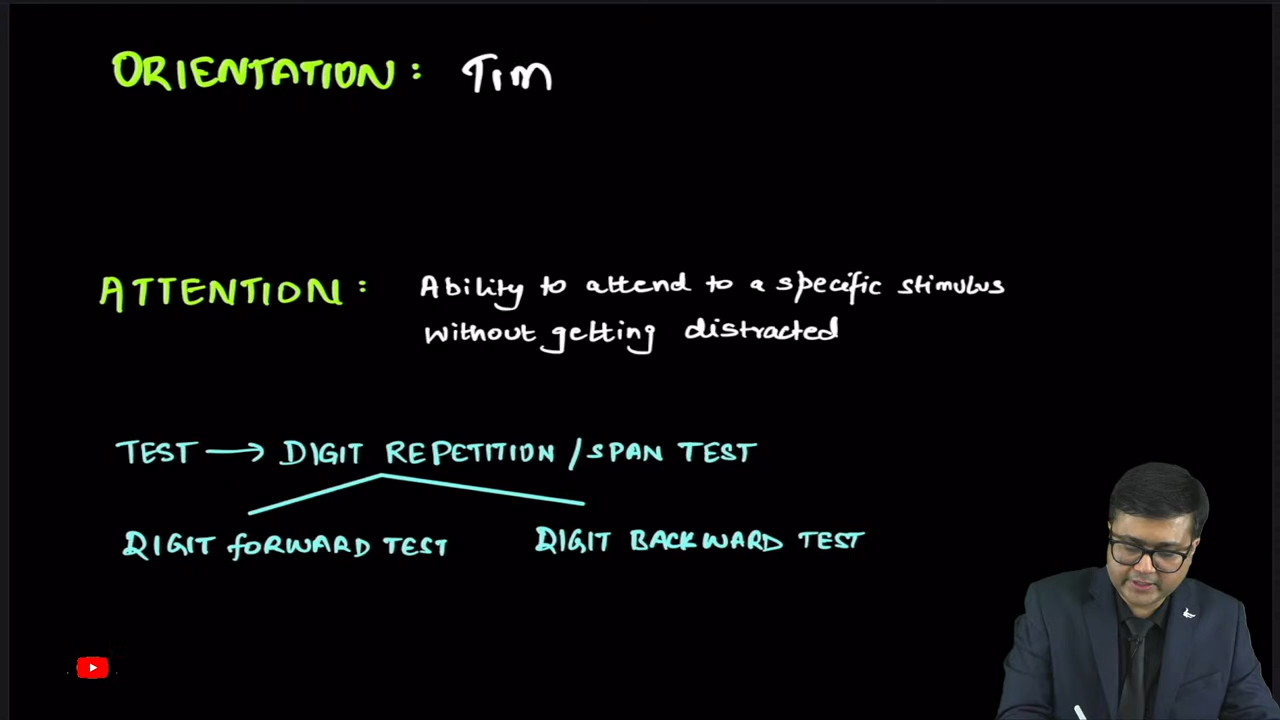 ORIENTATION : Tim
ATTENTION : Ability to attend to a specific stimulus
without getting distracted
TEST → DIGIT REPETITION / SPAN TEST
DIGIT FORWARD TEST DIGIT BACKWARD TEST